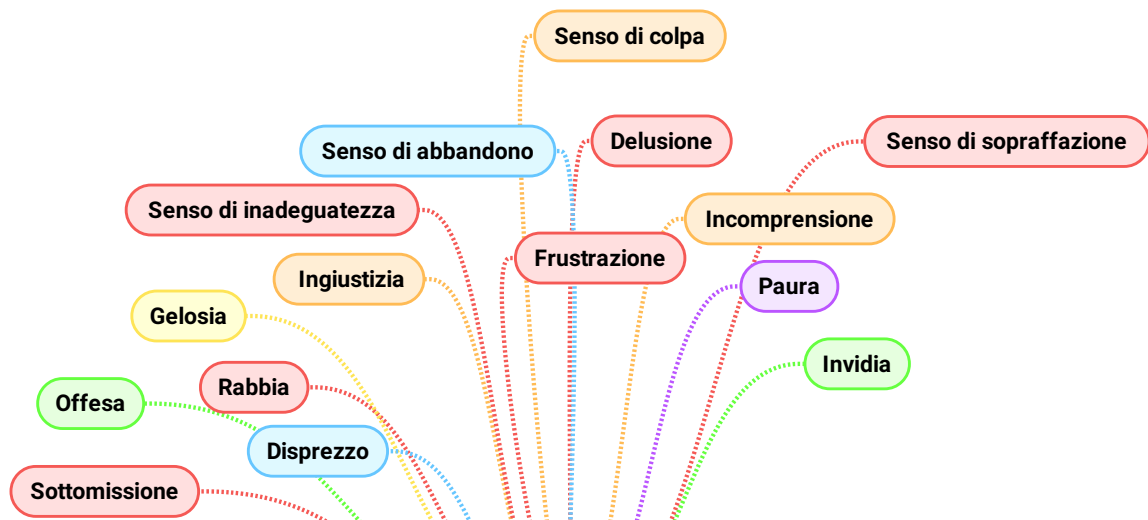 Senso di colpa
Delusione
Senso di sopraffazione
Senso di abbandono
Senso di inadeguatezza
Incomprensione
Frustrazione
Ingiustizia
Paura
Gelosia
Invidia
Rabbia
Offesa
Disprezzo
Sottomissione